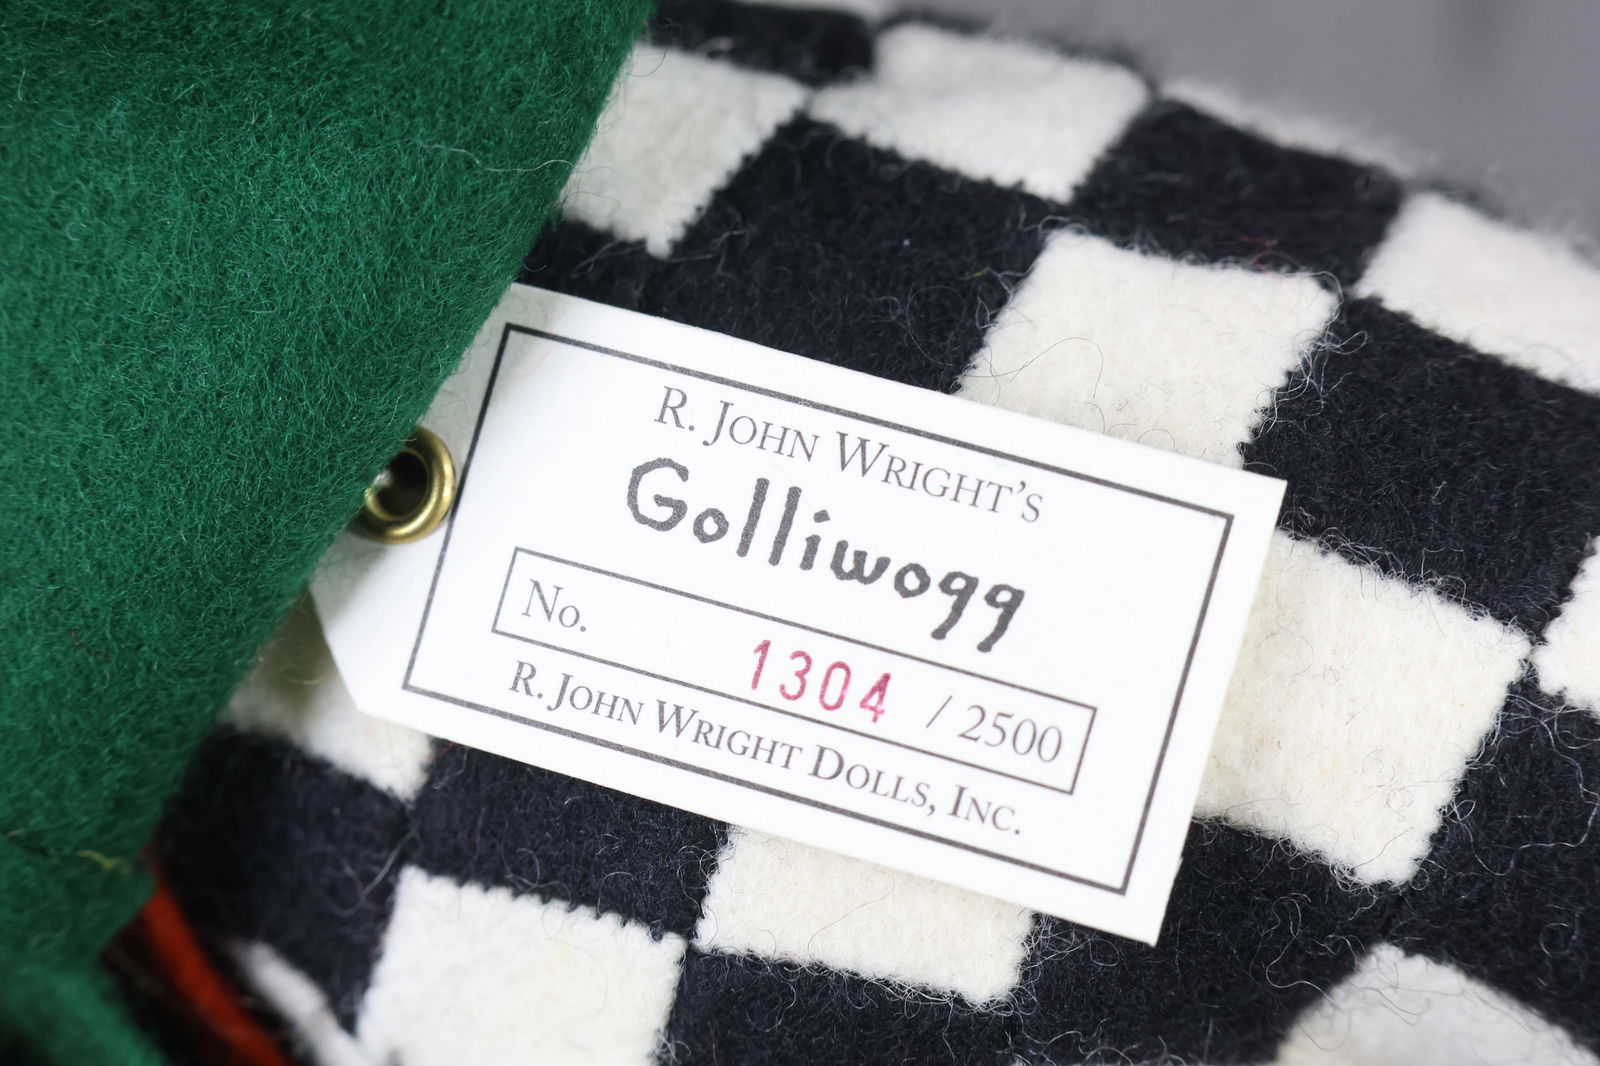 R. John Wright's
Golliwogg
No. 1304 / 2500
R. John Wright Dolls, Inc.